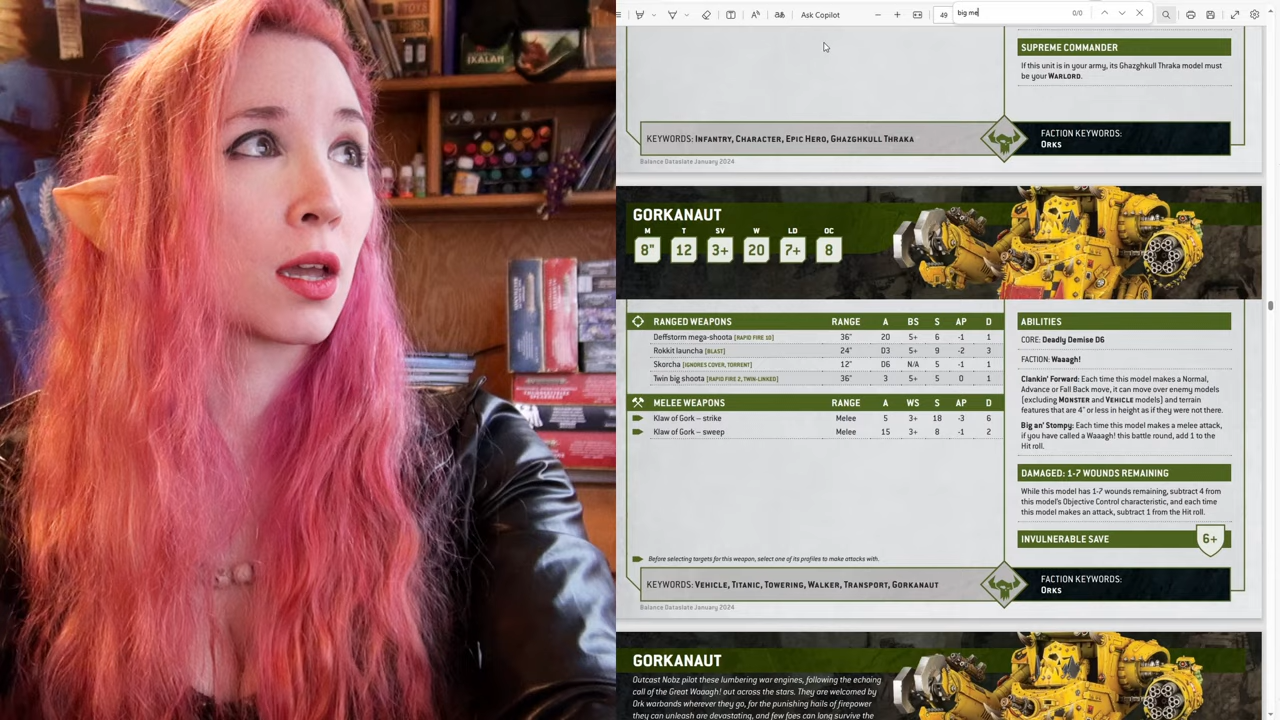 IXALAN
Ask Copilot
49
big me
0/0
SUPREME COMMANDER
If this unit is in your army, its Ghazghkull Thraka model must
be your WARLORD.
KEYWORDS: INFANTRY, CHARACTER, EPIC HERO, GHAZGHKULL THRAKA
FACTION KEYWORDS:
ORKS
Balance Dataslate January 2024
GORKANAUT
M T SV W LD OC
8" 12 3+ 20 7+ 8
RANGED WEAPONS RANGE A BS S AP D
Deffstorm mega-shoota [RAPID FIRE 10] 36" 20 5+ 6 -1 1
Rokkit launcha [BLAST] 24" D3 5+ 9 -2 3
Skorcha [IGNORES COVER, TORRENT] 12" D6 N/A 5 -1 1
Twin big shoota [RAPID FIRE 2, TWIN-LINKED] 36" 3 5+ 5 0 1
MELEE WEAPONS RANGE A WS S AP D
Klaw of Gork – strike Melee 5 3+ 18 -3 6
Klaw of Gork – sweep Melee 15 3+ 8 -1 2
Before selecting targets for this weapon, select one of its profiles to make attacks with.
ABILITIES
CORE: Deadly Demise D6
FACTION: Waaagh!
Clankin' Forward: Each time this model makes a Normal,
Advance or Fall Back move, it can move over enemy models
(excluding MONSTER and VEHICLE models) and terrain
features that are 4" or less in height as if they were not there.
Big an' Stompy: Each time this model makes a melee attack,
if you have called a Waaagh! this battle round, add 1 to the
Hit roll.
DAMAGED: 1-7 WOUNDS REMAINING
While this model has 1-7 wounds remaining, subtract 4 from
this model's Objective Control characteristic, and each time
this model makes an attack, subtract 1 from the Hit roll.
INVULNERABLE SAVE 6+
KEYWORDS: VEHICLE, TITANIC, TOWERING, WALKER, TRANSPORT, GORKANAUT
FACTION KEYWORDS:
ORKS
Balance Dataslate January 2024
GORKANAUT
Outcast Nobz pilot these lumbering war engines, following the echoing
call of the Great Waaagh! out across the stars. They are welcomed by
Ork warbands wherever they go, for the punishing hails of firepower
they can unleash are devastating, and few foes can long survive the